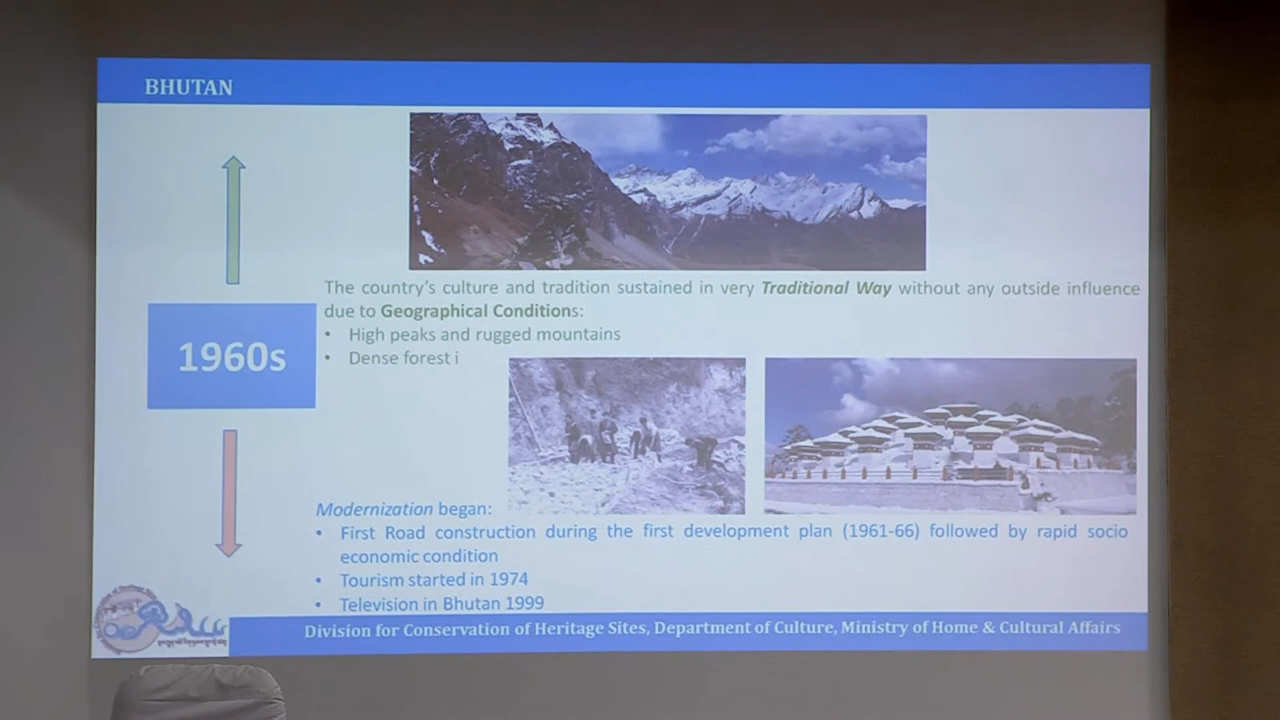 BHUTAN
The country's culture and tradition sustained in very Traditional Way without any outside influence
due to Geographical Conditions:
• High peaks and rugged mountains
• Dense forest i
1960s
Modernization began:
• First Road construction during the first development plan (1961-66) followed by rapid socio
economic condition
• Tourism started in 1974
• Television in Bhutan 1999
Division for Conservation of Heritage Sites, Department of Culture, Ministry of Home & Cultural Affairs